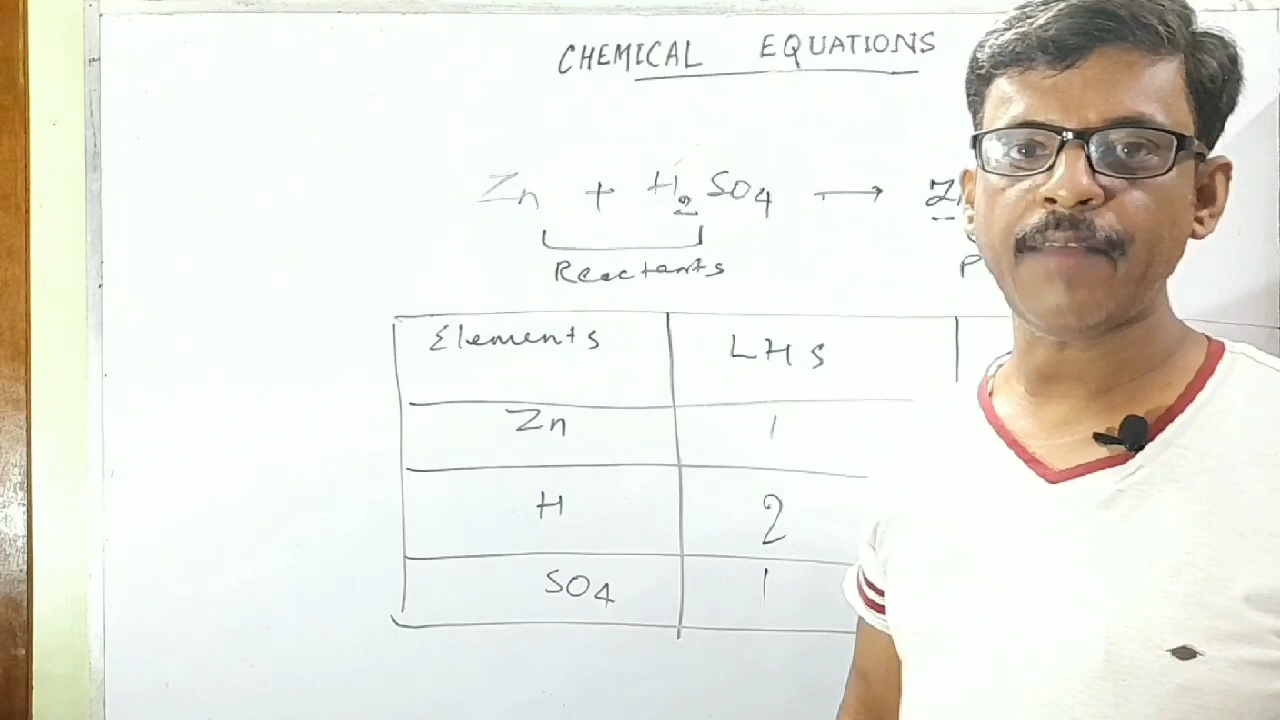 CHEMICAL EQUATIONS
Zn + H2SO4 → Z
Reactants P
Elements LHS
Zn 1
H 2
SO4 1